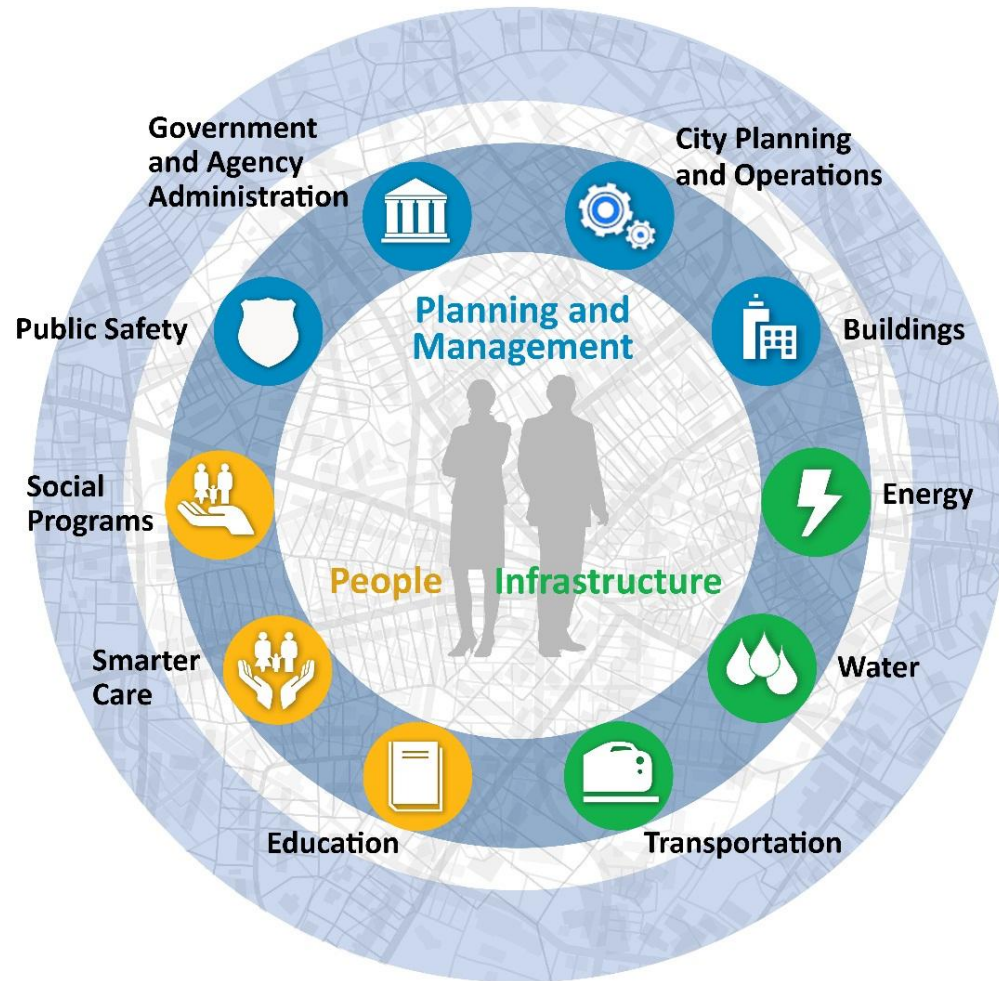 Government
and Agency
Administration
City Planning
and Operations
Public Safety
Planning and
Management
Buildings
Social
Programs
Energy
People
Infrastructure
Smarter
Care
Water
Education
Transportation